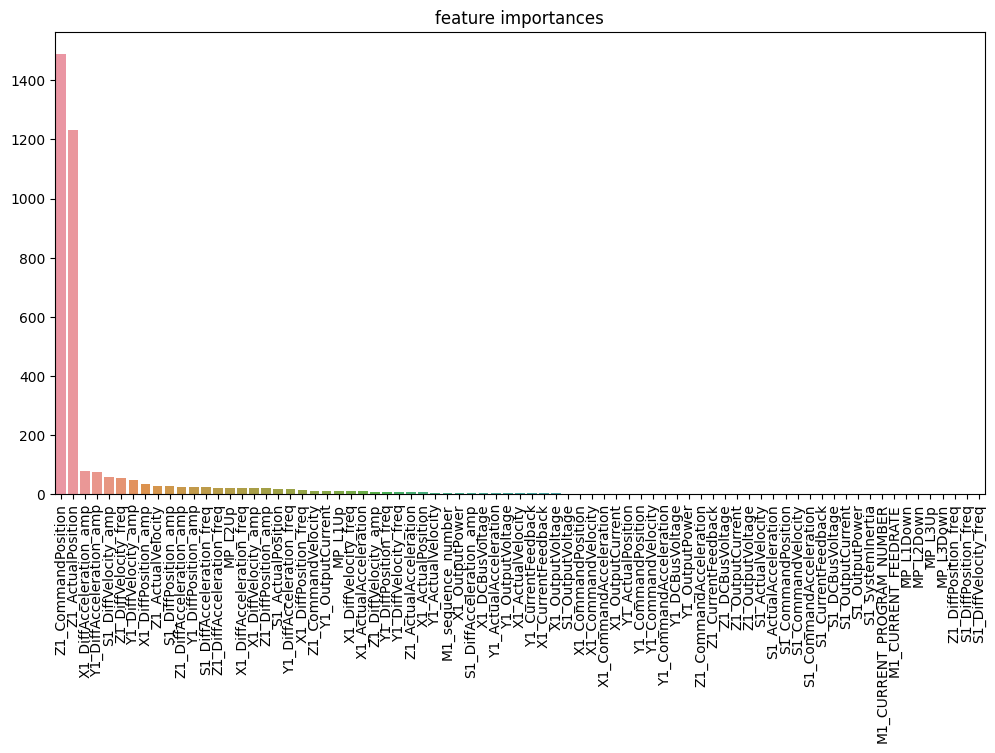 feature importances
1400
1200
1000
800
600
400
200
0
Z1_CommandPosition
Z1_ActualPosition
X1_DiffAcceleration_amp
Y1_DiffAcceleration_amp
S1_DiffVelocity_amp
Z1_DiffVelocity_freq
Y1_DiffVelocity_amp
X1_DiffPosition_amp
Z1_ActualVelocity
S1_DiffPosition_amp
Z1_DiffAcceleration_amp
Y1_DiffPosition_amp
S1_DiffAcceleration_freq
Z1_DiffAcceleration_freq
MP_L2Up
X1_DiffAcceleration_freq
X1_DiffVelocity_amp
Z1_DiffPosition_amp
S1_ActualPosition
Y1_DiffAcceleration_freq
X1_DiffPosition_freq
Z1_CommandVelocity
Y1_OutputCurrent
MP_L1Up
X1_DiffVelocity_freq
X1_ActualAcceleration
Z1_DiffVelocity_amp
Y1_DiffPosition_freq
Y1_DiffVelocity_freq
Z1_ActualAcceleration
X1_ActualPosition
Y1_ActualVelocity
M1_sequence_number
X1_OutputPower
S1_DiffAcceleration_amp
X1_DCBusVoltage
Y1_ActualAcceleration
Y1_OutputVoltage
X1_ActualVelocity
Y1_CurrentFeedback
X1_CurrentFeedback
X1_OutputVoltage
S1_OutputVoltage
X1_CommandPosition
X1_CommandVelocity
X1_CommandAcceleration
X1_OutputCurrent
Y1_ActualPosition
Y1_CommandPosition
Y1_CommandVelocity
Y1_CommandAcceleration
Y1_DCBusVoltage
Y1_OutputPower
Z1_CommandAcceleration
Z1_CurrentFeedback
Z1_DCBusVoltage
Z1_OutputCurrent
Z1_OutputVoltage
S1_ActualVelocity
S1_ActualAcceleration
S1_CommandPosition
S1_CommandVelocity
S1_CommandAcceleration
S1_CurrentFeedback
S1_DCBusVoltage
S1_OutputCurrent
S1_OutputPower
S1_SystemInertia
M1_CURRENT_PROGRAM_NUMBER
M1_CURRENT_FEEDRATE
MP_L1Down
MP_L2Down
MP_L3Up
MP_L3Down
Z1_DiffPosition_freq
S1_DiffPosition_freq
S1_DiffVelocity_freq